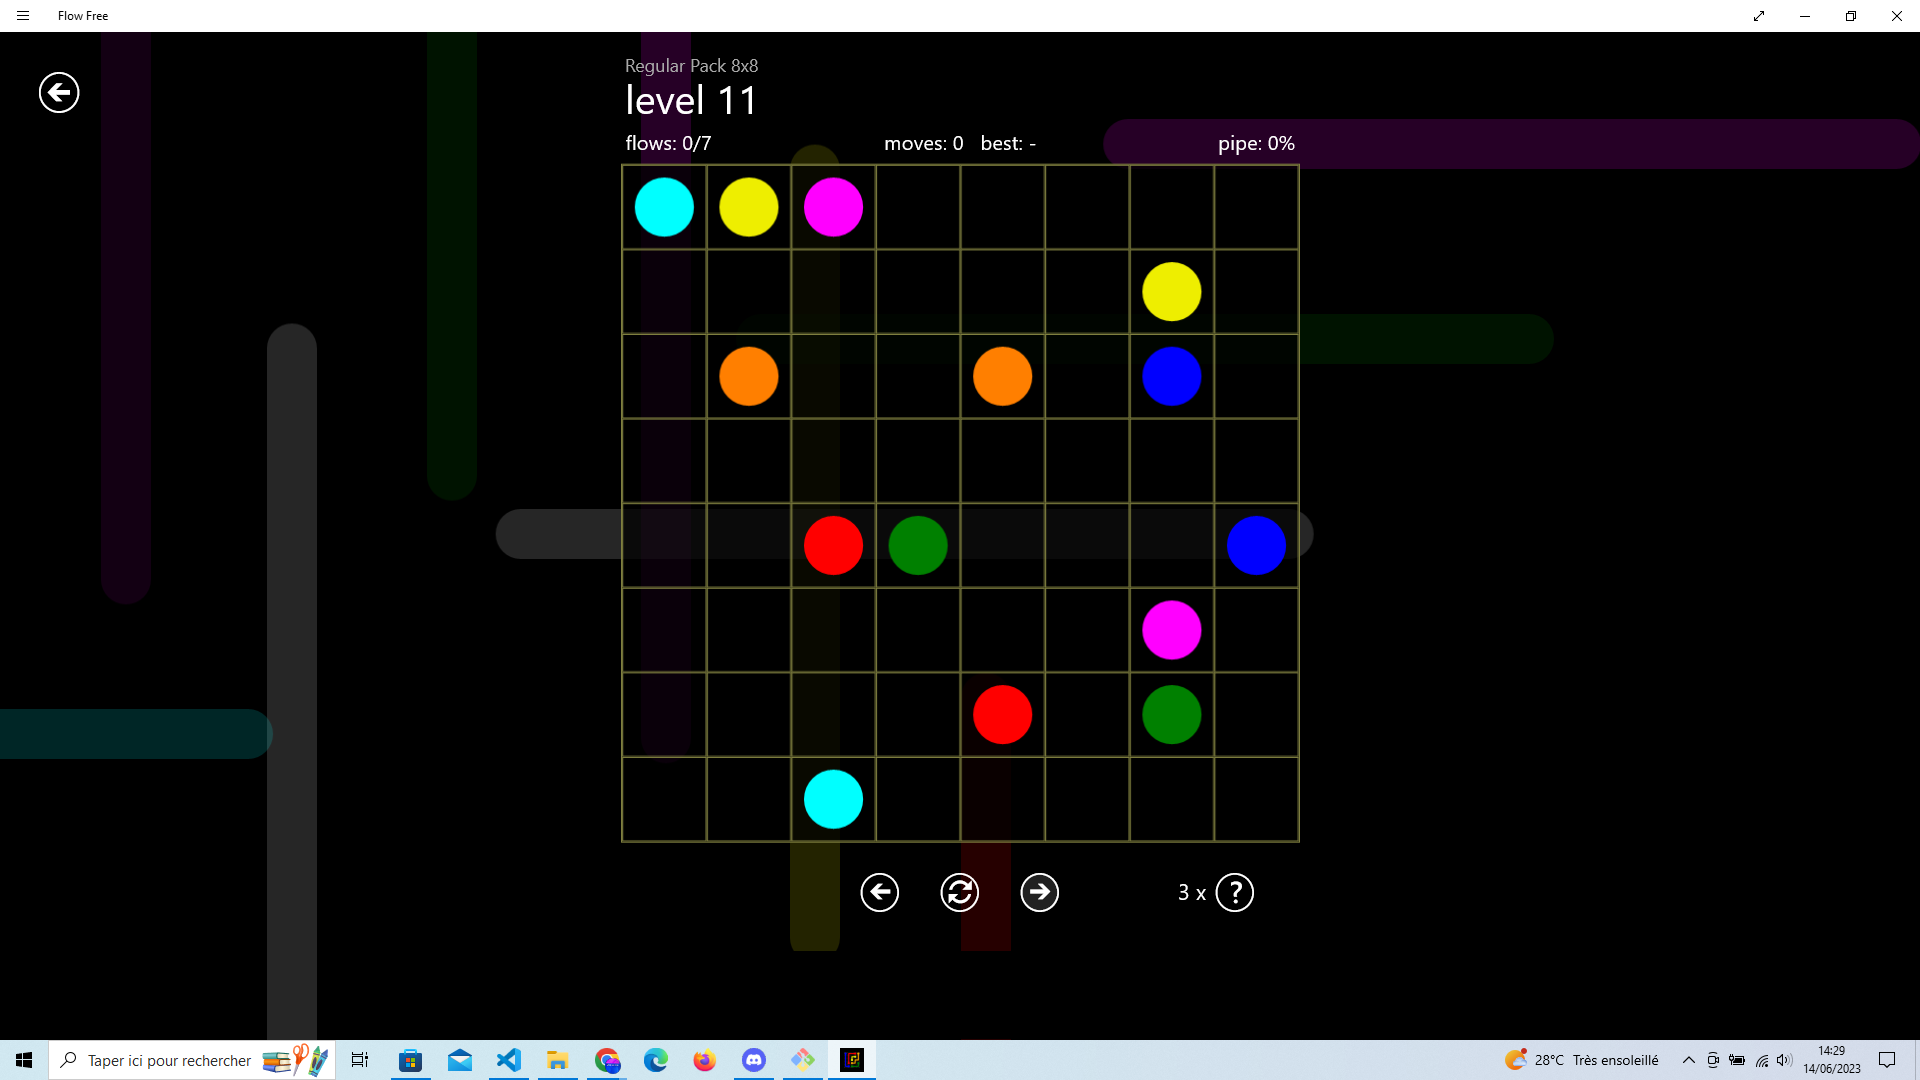 Flow Free
Regular Pack 8x8
level 11
flows: 0/7 moves: 0 best: - pipe: 0%
3 x ?
Taper ici pour rechercher
28°C Très ensoleillé
14:29
14/06/2023